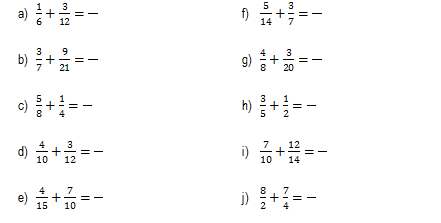 a) 1/6 + 3/12 = –
b) 3/7 + 9/21 = –
c) 5/8 + 1/4 = –
d) 4/10 + 3/12 = –
e) 4/15 + 7/10 = –
f) 5/14 + 3/7 = –
g) 4/8 + 3/20 = –
h) 3/5 + 1/2 = –
i) 7/10 + 12/14 = –
j) 8/2 + 7/4 = –